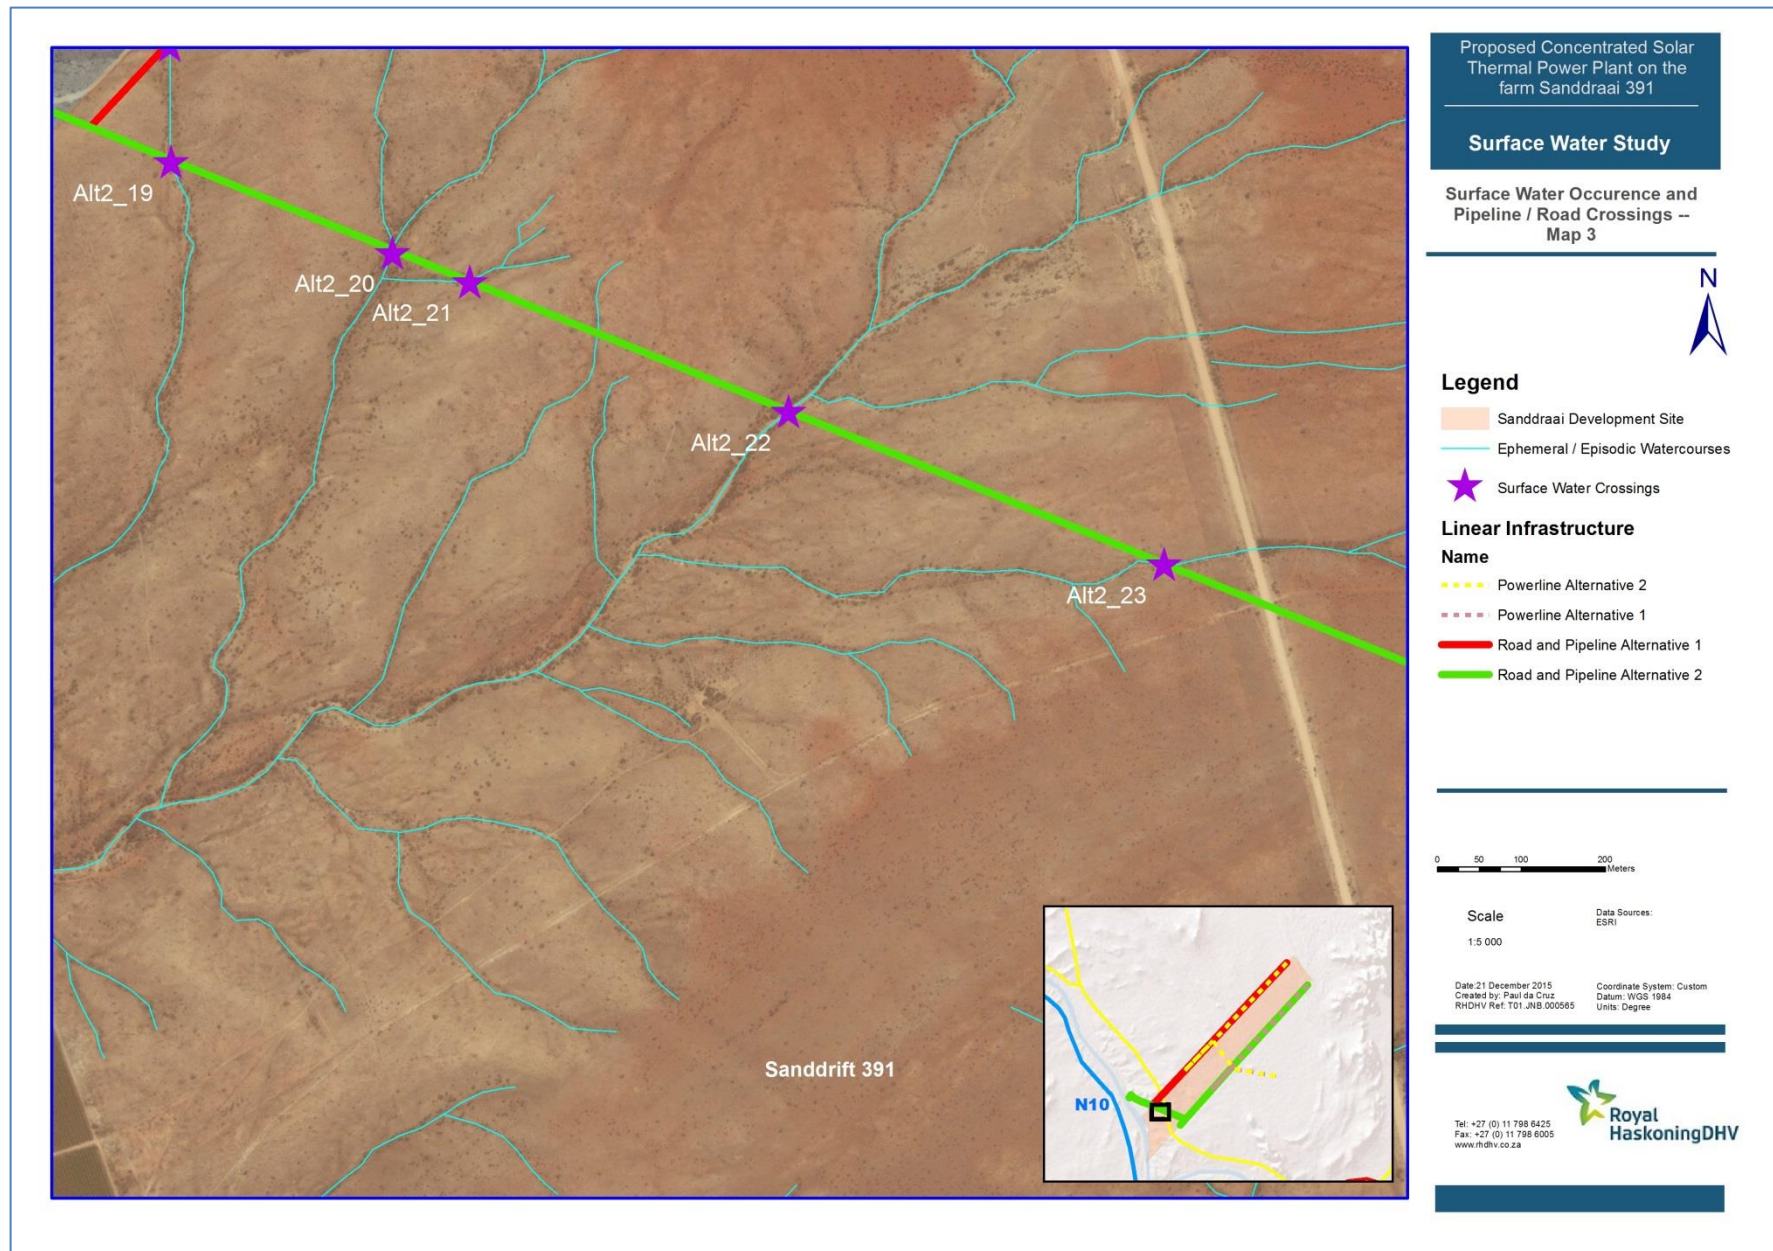 Proposed Concentrated Solar
Thermal Power Plant on the
farm Sanddraai 391
Surface Water Study
Surface Water Occurence and
Pipeline / Road Crossings --
Map 3
N
Legend
Sanddraai Development Site
Ephemeral / Episodic Watercourses
Surface Water Crossings
Linear Infrastructure
Name
Powerline Alternative 2
Powerline Alternative 1
Road and Pipeline Alternative 1
Road and Pipeline Alternative 2
0 50 100 200
Meters
Scale
1:5 000
Data Sources:
ESRI
Date:21 December 2015
Created by: Paul da Cruz
RHDHV Ref: T01.JNB.000565
Coordinate System: Custom
Datum: WGS 1984
Units: Degree
Tel: +27 (0) 11 798 6425
Fax: +27 (0) 11 798 6005
www.rhdhv.co.za
Royal
HaskoningDHV
Alt2_19
Alt2_20
Alt2_21
Alt2_22
Alt2_23
Sanddrift 391
N10